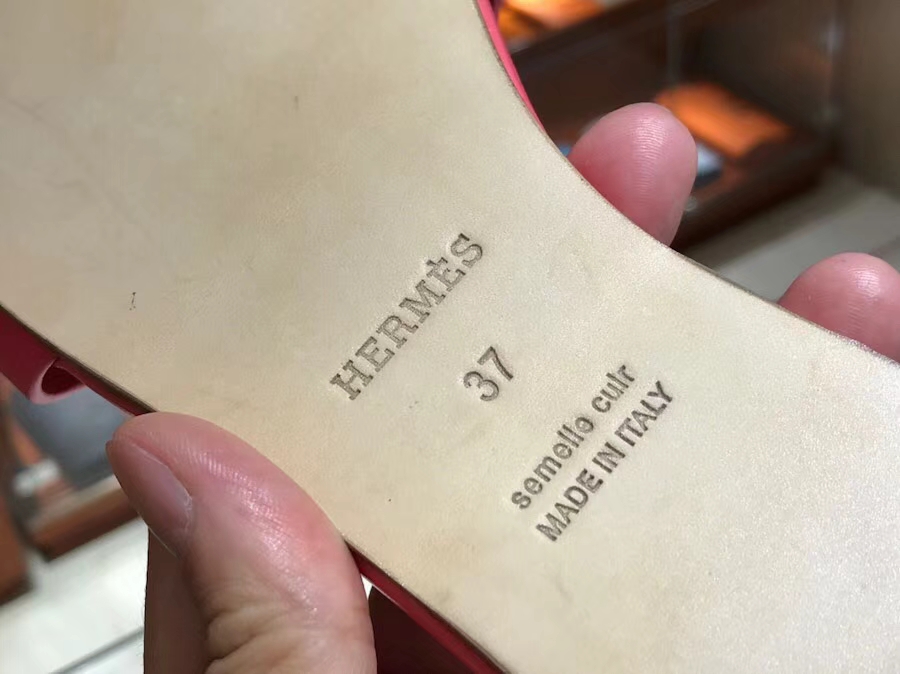 HERMÈS
37
semelle cuir
MADE IN ITALY